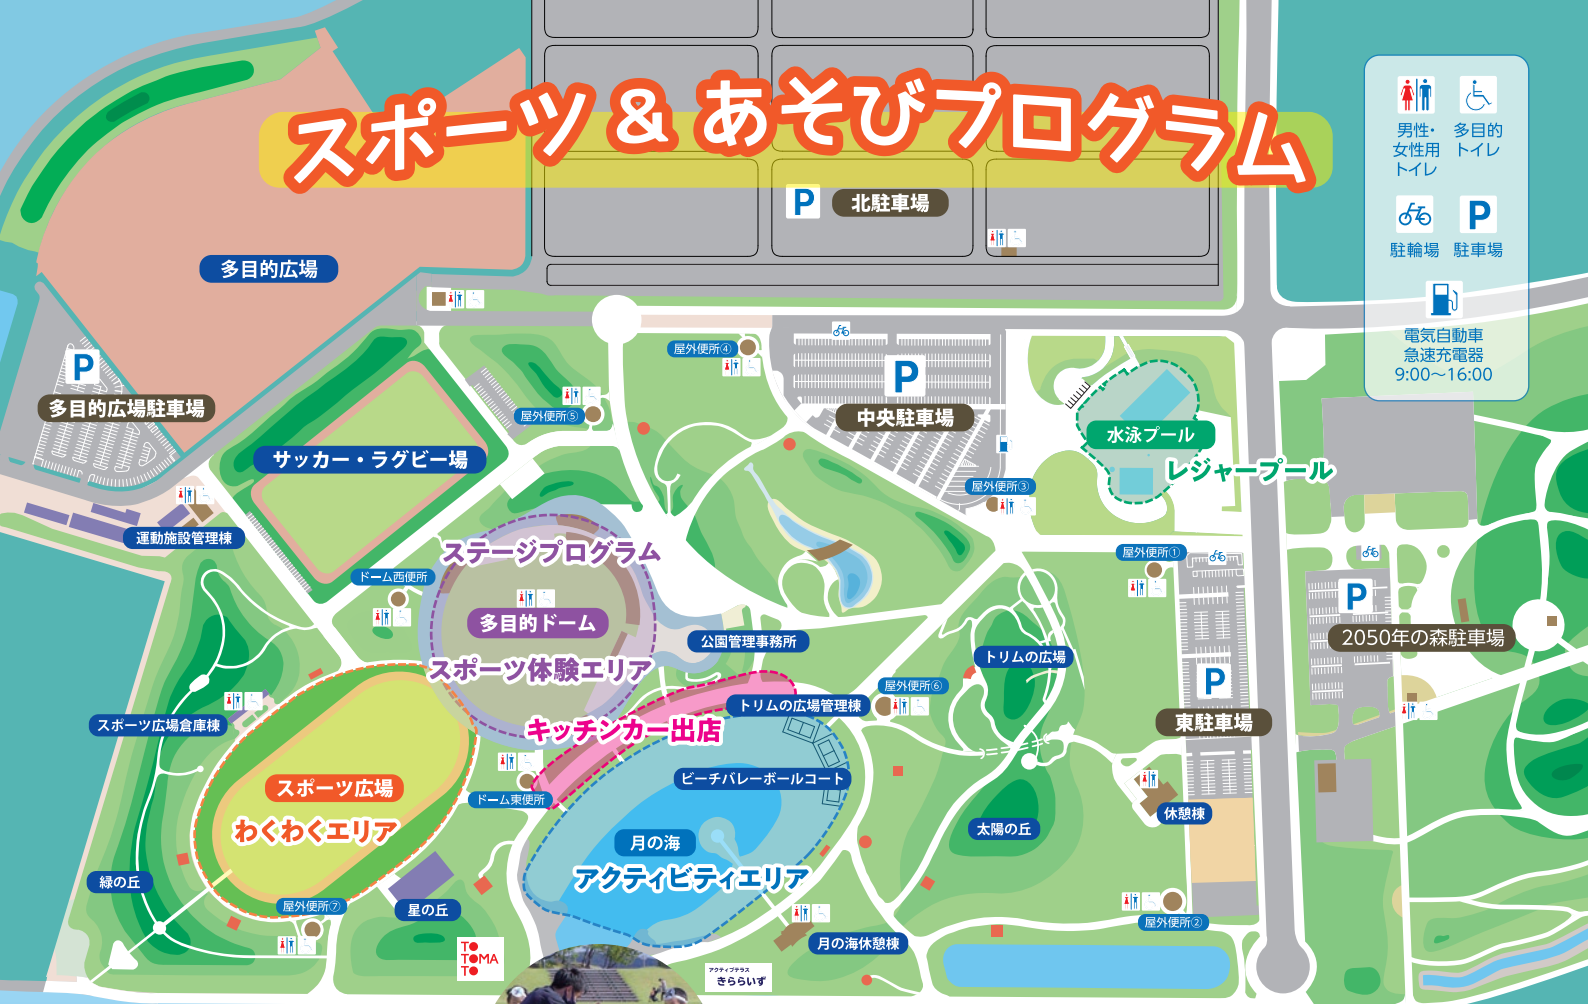 スポーツ & あそびプログラム
男性・
女性用
トイレ
多目的
トイレ
P
駐輪場
駐車場
電気自動車
急速充電器
9:00〜16:00
P
北駐車場
多目的広場
P
多目的広場駐車場
屋外便所④
P
中央駐車場
屋外便所⑤
水泳プール
レジャープール
サッカー・ラグビー場
屋外便所③
運動施設管理棟
ステージプログラム
屋外便所①
ドーム西便所
P
多目的ドーム
公園管理事務所
2050年の森駐車場
スポーツ体験エリア
トリムの広場
P
屋外便所⑥
トリムの広場管理棟
スポーツ広場倉庫棟
キッチンカー出店
東駐車場
ビーチバレーボールコート
スポーツ広場
ドーム東便所
休憩棟
わくわくエリア
月の海
太陽の丘
アクティビティエリア
緑の丘
屋外便所⑦
星の丘
屋外便所②
月の海休憩棟
TO
TOMA
TO
アクティブテラス
きららいず